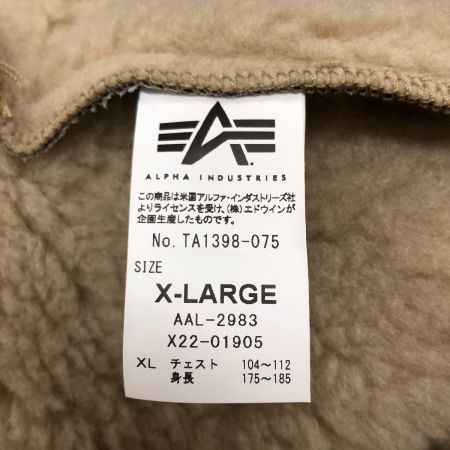 ALPHA INDUSTRIES
この商品は米国アルファ・インダストリーズ社
よりライセンスを受け、(株)エドウインが
企画生産したものです。
No. TA1398-075
SIZE
X-LARGE
AAL-2983
X22-01905
XL チェスト 104〜112
身長 175〜185